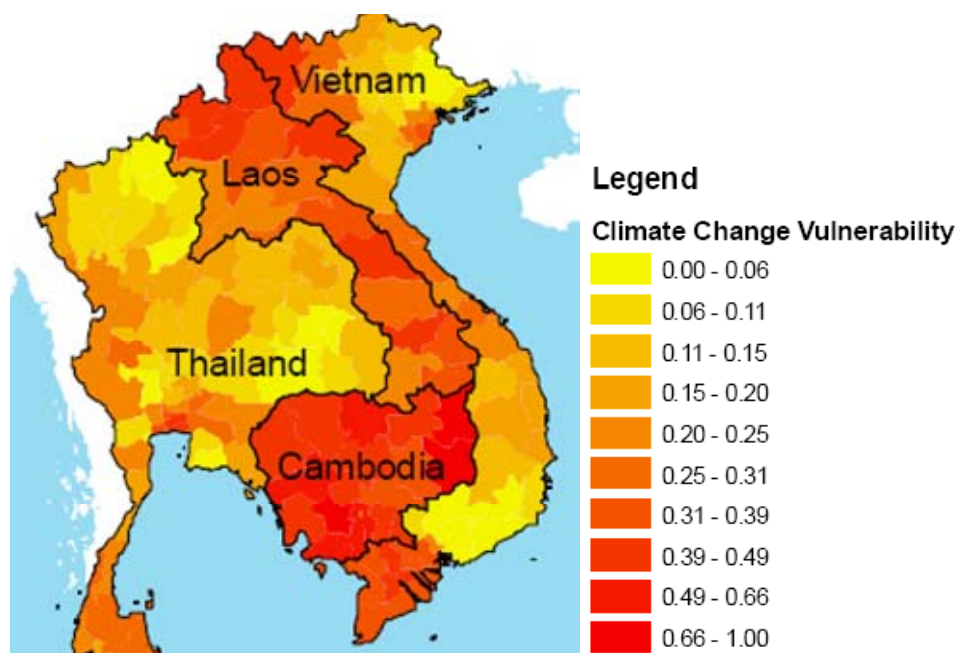 Vietnam
Laos
Thailand
Cambodia
Legend
Climate Change Vulnerability
0.00 - 0.06
0.06 - 0.11
0.11 - 0.15
0.15 - 0.20
0.20 - 0.25
0.25 - 0.31
0.31 - 0.39
0.39 - 0.49
0.49 - 0.66
0.66 - 1.00